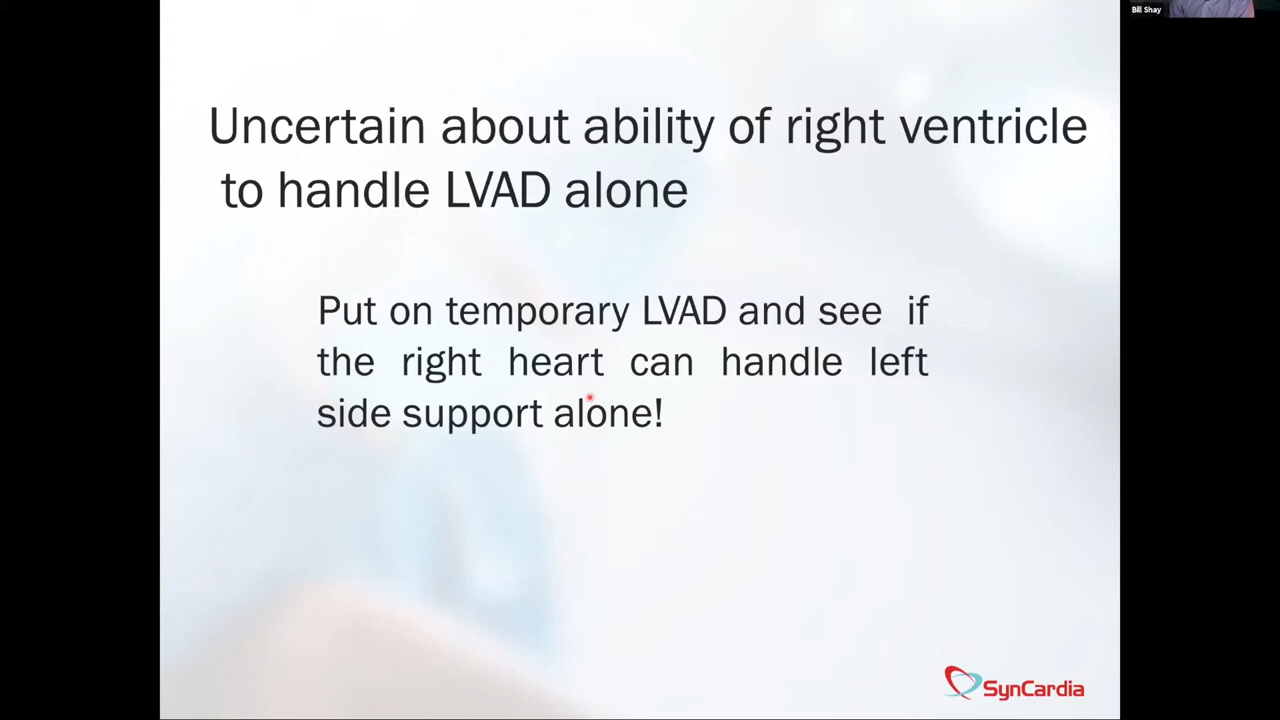 Bill Shay
Uncertain about ability of right ventricle
to handle LVAD alone
Put on temporary LVAD and see if
the right heart can handle left
side support alone!
SynCardia